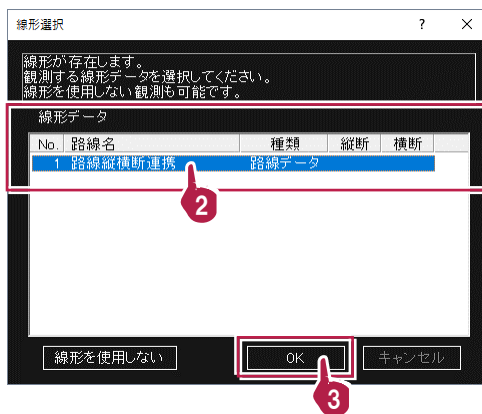 線形選択 ? ×
線形が存在します。
観測する線形データを選択してください。
線形を使用しない観測も可能です。
線形データ
No. 路線名 種類 縦断 横断
1 路線縦横断連携 路線データ
2
線形を使用しない OK キャンセル
3